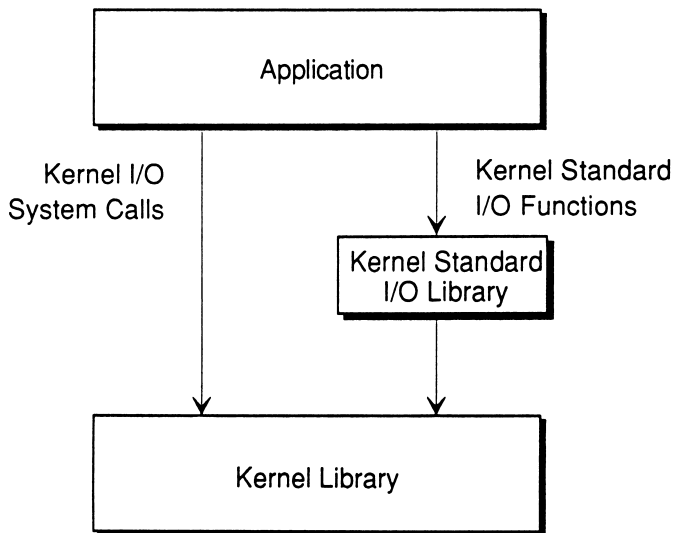 Application
Kernel I/O
System Calls
Kernel Standard
I/O Functions
Kernel Standard
I/O Library
Kernel Library